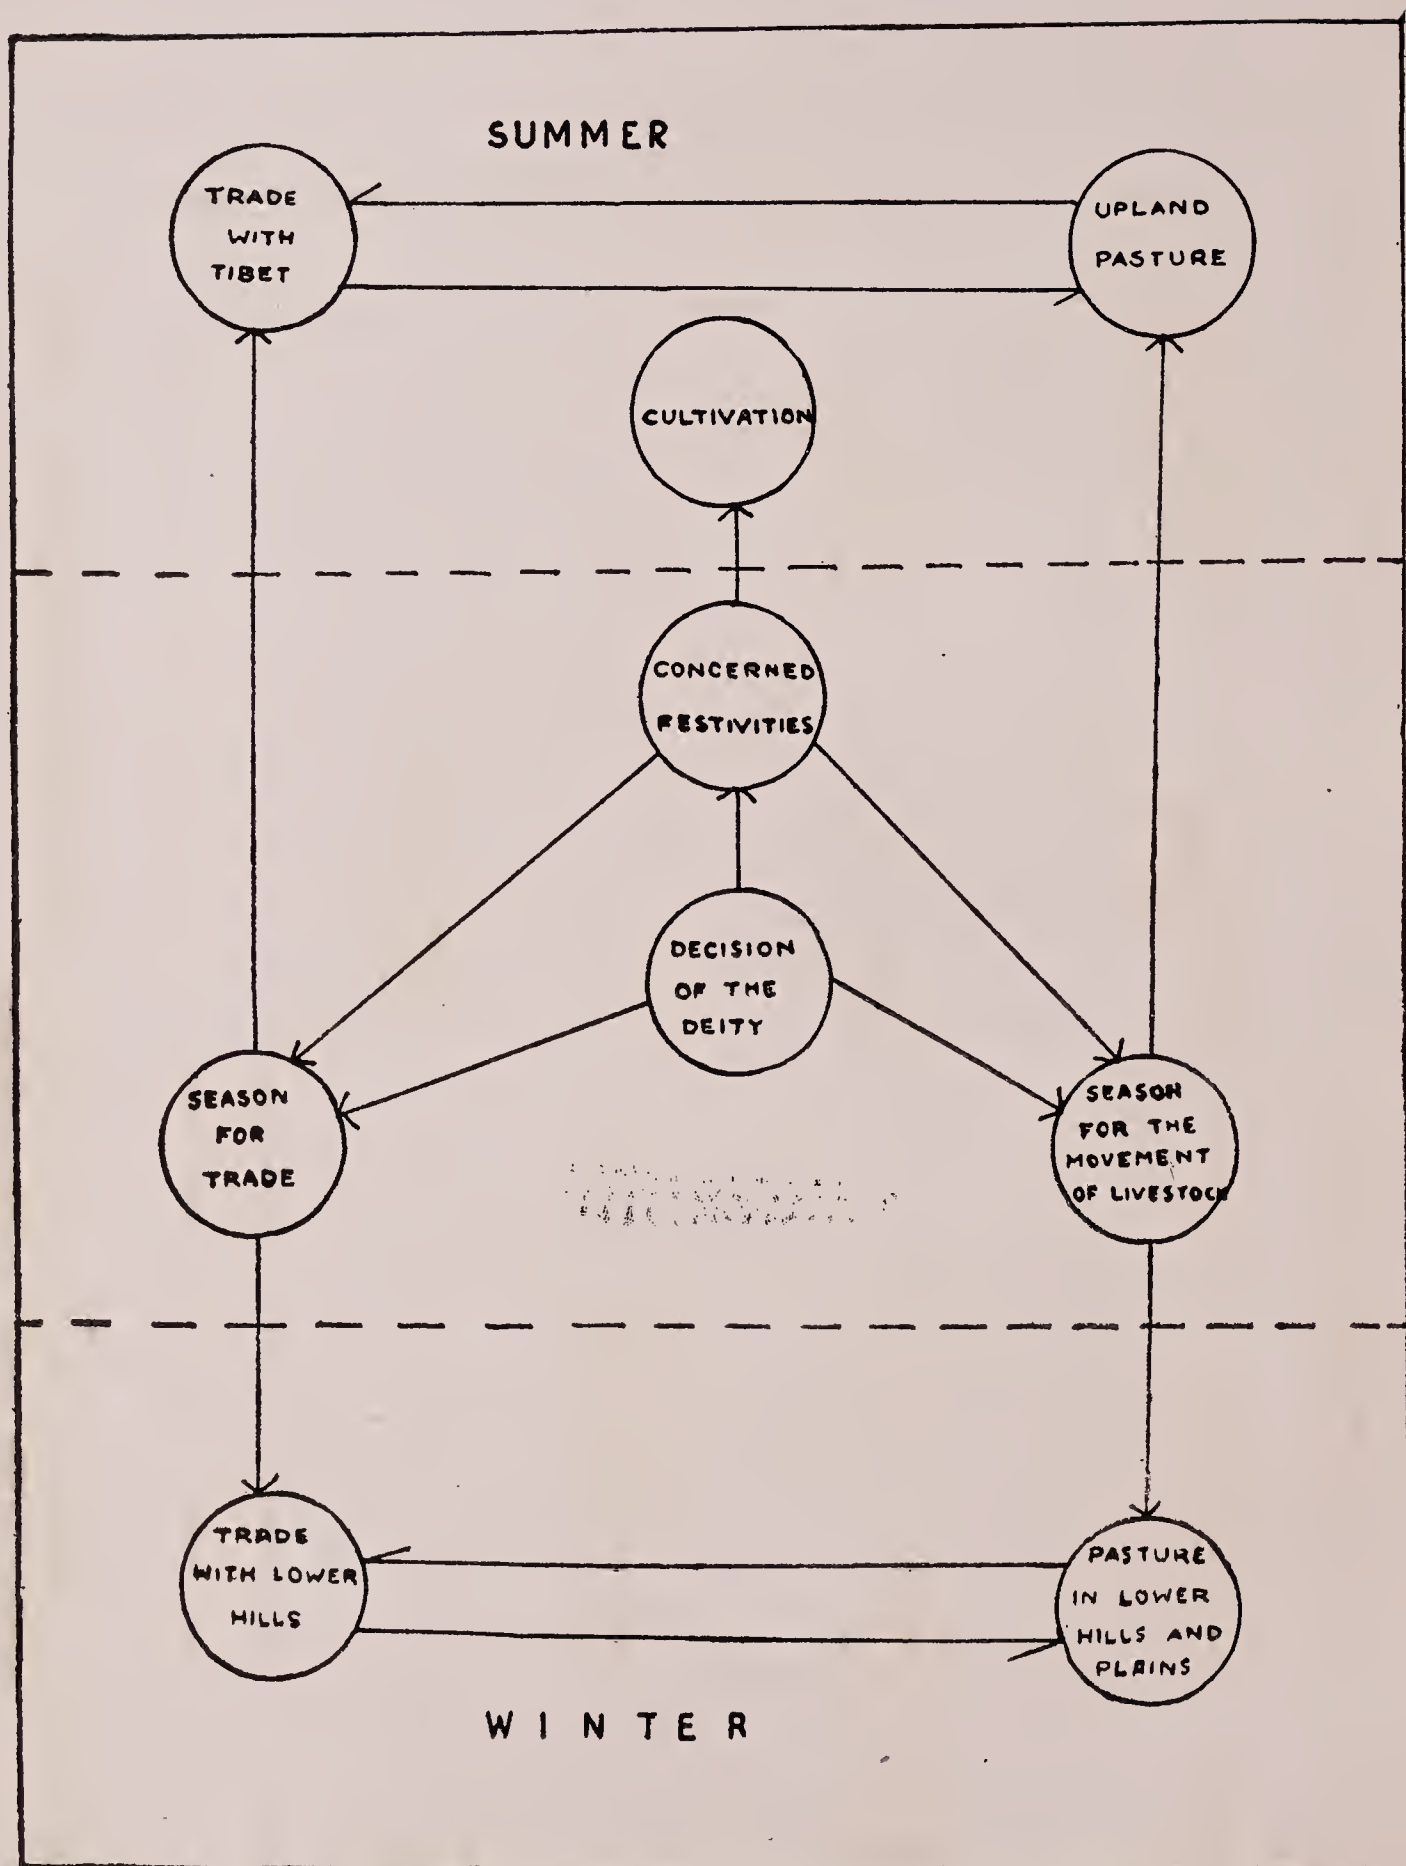 SUMMER
TRADE
WITH
TIBET
UPLAND
PASTURE
CULTIVATION
CONCERNED
FESTIVITIES
DECISION
OF THE
DEITY
SEASON
FOR
TRADE
SEASON
FOR THE
MOVEMENT
OF LIVESTOCK
TRADE
WITH LOWER
HILLS
PASTURE
IN LOWER
HILLS AND
PLAINS
WINTER